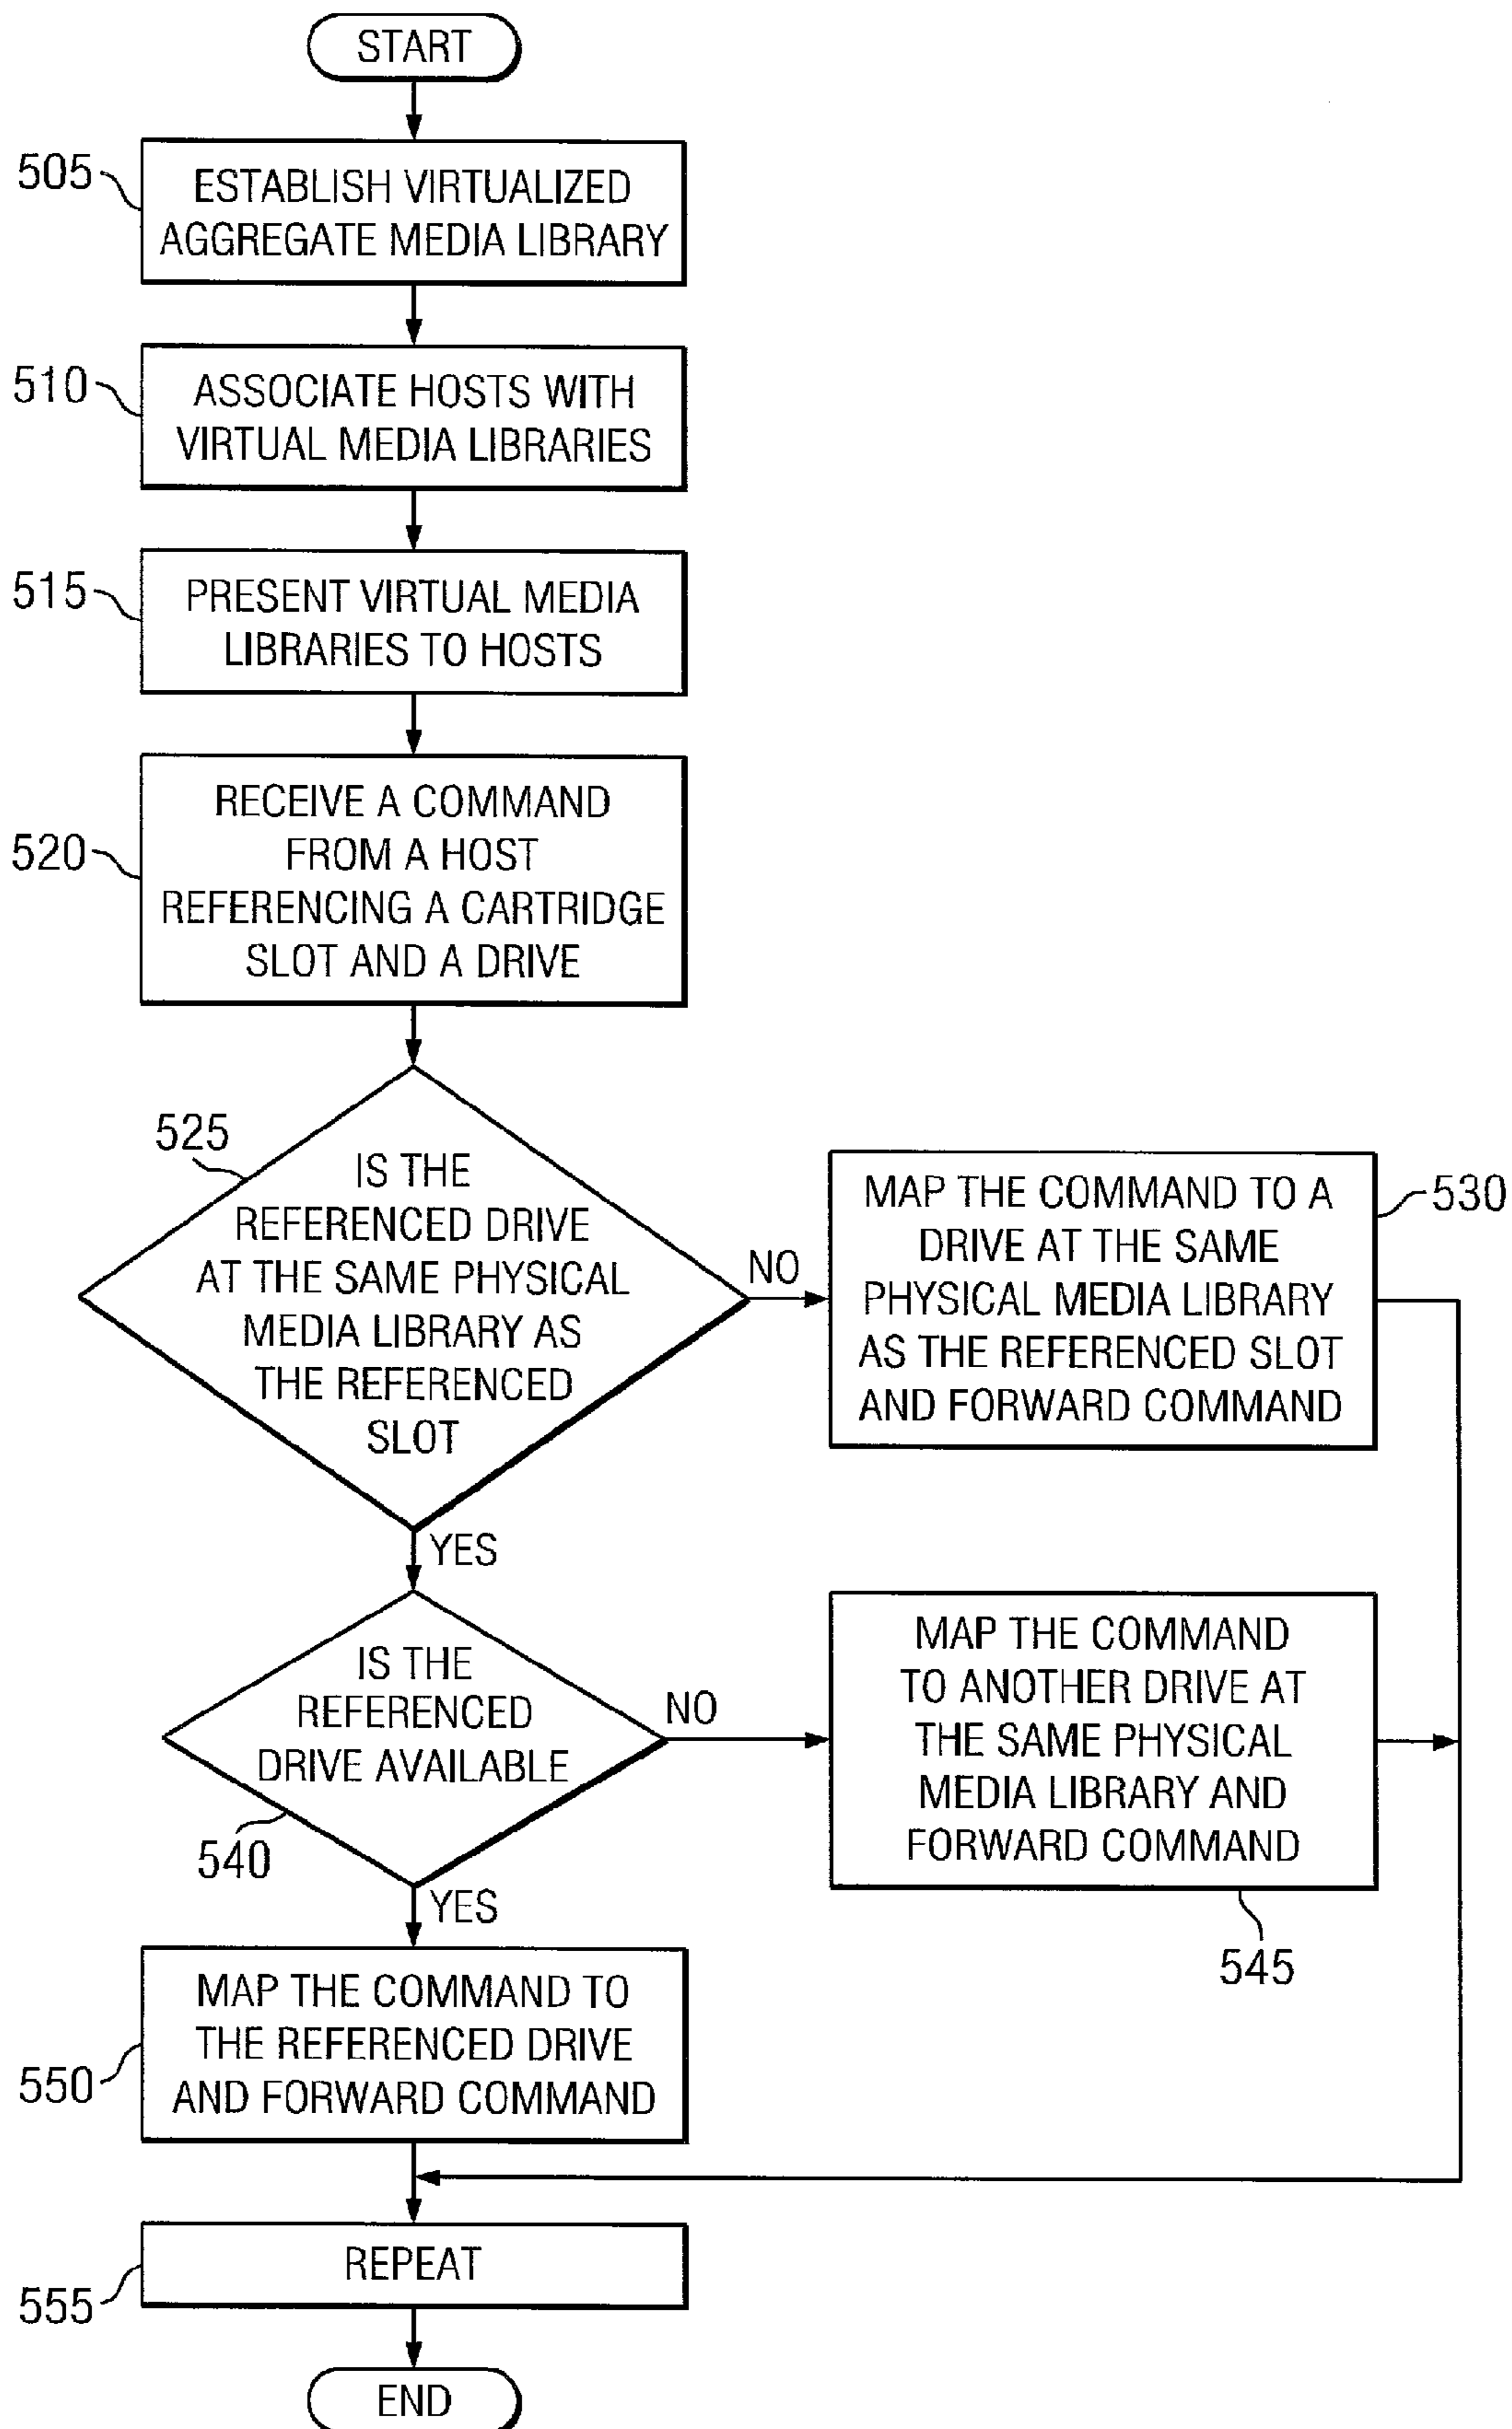 START
505
ESTABLISH VIRTUALIZED
AGGREGATE MEDIA LIBRARY
510
ASSOCIATE HOSTS WITH
VIRTUAL MEDIA LIBRARIES
515
PRESENT VIRTUAL MEDIA
LIBRARIES TO HOSTS
520
RECEIVE A COMMAND
FROM A HOST
REFERENCING A CARTRIDGE
SLOT AND A DRIVE
525
IS THE
REFERENCED DRIVE
AT THE SAME PHYSICAL
MEDIA LIBRARY AS
THE REFERENCED
SLOT
NO
MAP THE COMMAND TO A
DRIVE AT THE SAME
PHYSICAL MEDIA LIBRARY
AS THE REFERENCED SLOT
AND FORWARD COMMAND
530
YES
IS THE
REFERENCED
DRIVE AVAILABLE
540
NO
MAP THE COMMAND
TO ANOTHER DRIVE AT
THE SAME PHYSICAL
MEDIA LIBRARY AND
FORWARD COMMAND
545
YES
MAP THE COMMAND TO
THE REFERENCED DRIVE
AND FORWARD COMMAND
550
REPEAT
555
END